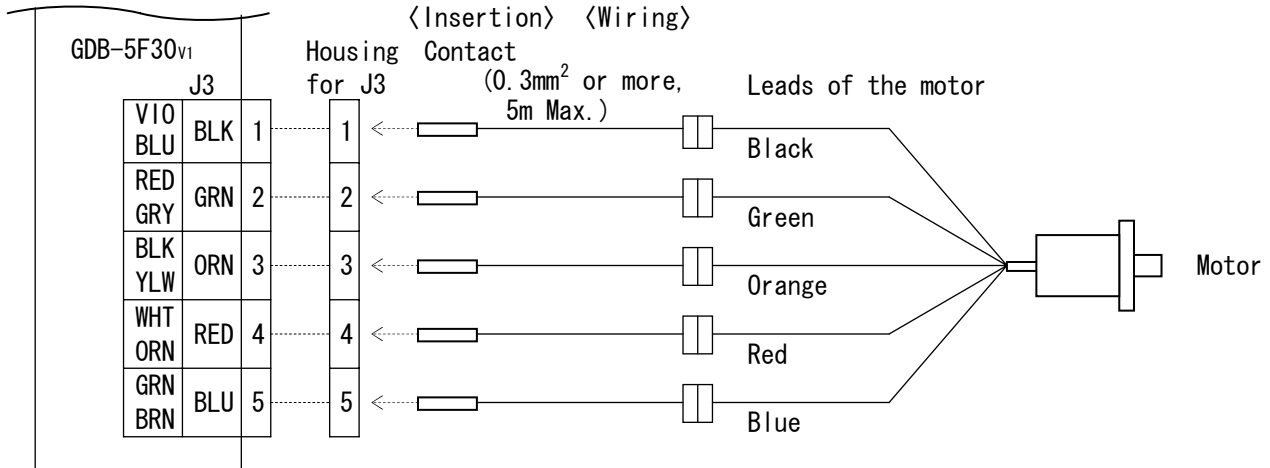 〈Insertion〉 〈Wiring〉
GDB-5F30V1
Housing Contact
for J3
(0.3mm2 or more,
5m Max.)
Leads of the motor
J3
VIO
BLU
BLK 1
1
Black
RED
GRY
GRN 2
2
Green
BLK
YLW
ORN 3
3
Orange
Motor
WHT
ORN
RED 4
4
Red
GRN
BRN
BLU 5
5
Blue